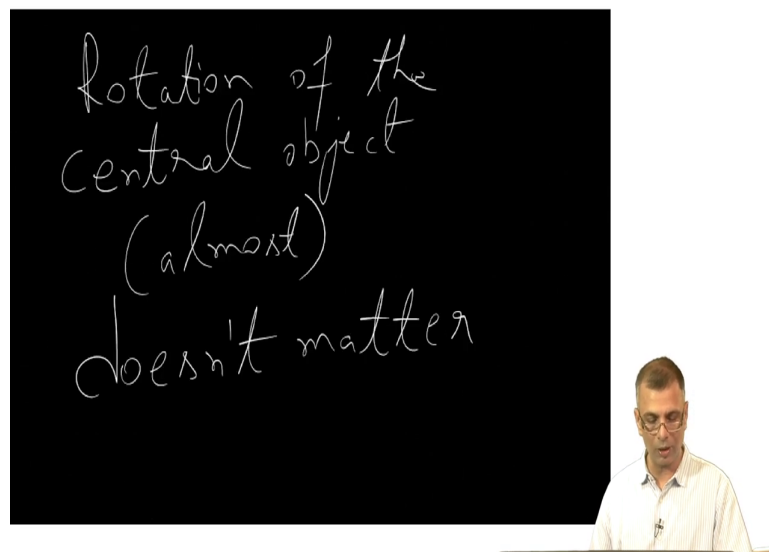 Rotation of the
central object
(almost)
doesn't matter